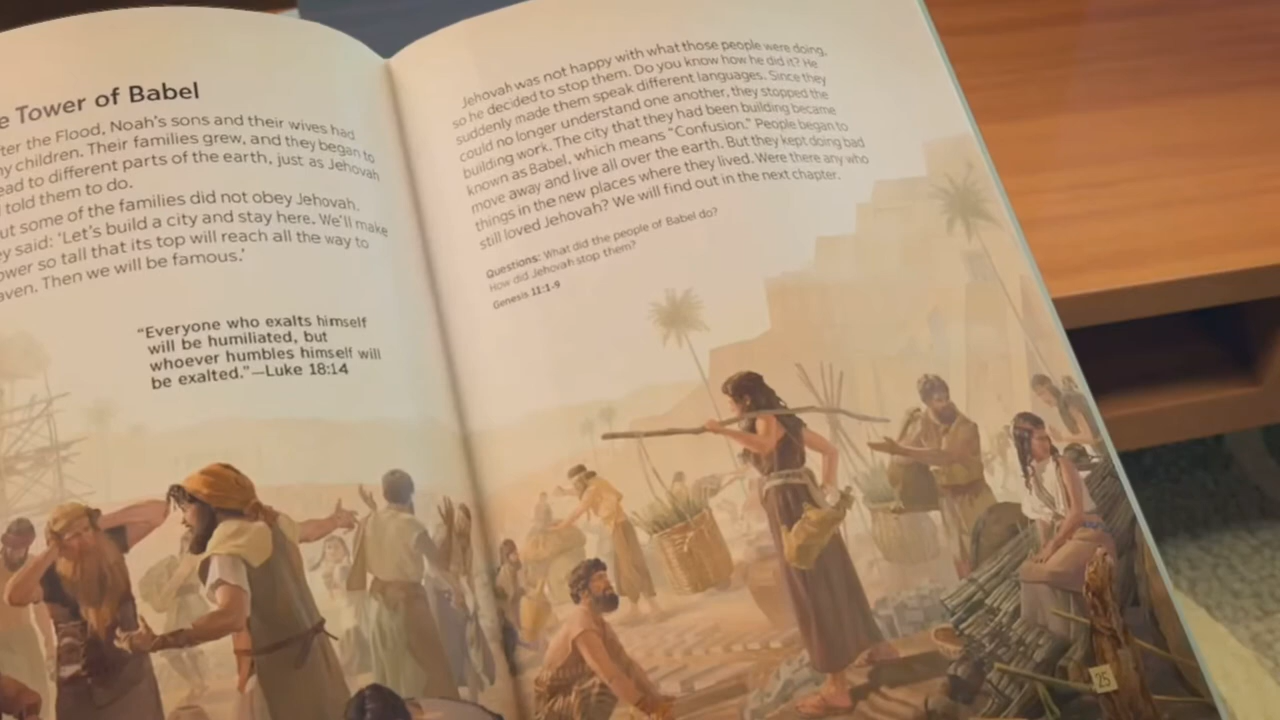 e Tower of Babel
ter the Flood, Noah's sons and their wives had
ny children. Their families grew, and they began to
ead to different parts of the earth, just as Jehovah
told them to do.
ut some of the families did not obey Jehovah.
ey said: ‘Let's build a city and stay here. We'll make
ower so tall that its top will reach all the way to
aven. Then we will be famous.’
“Everyone who exalts himself
will be humiliated, but
whoever humbles himself will
be exalted.”—Luke 18:14
Jehovah was not happy with what those people were doing,
so he decided to stop them. Do you know how he did it? He
suddenly made them speak different languages. Since they
could no longer understand one another, they stopped the
building work. The city that they had been building became
known as Babel, which means “Confusion.” People began to
move away and live all over the earth. But they kept doing bad
things in the new places where they lived. Were there any who
still loved Jehovah? We will find out in the next chapter.
Questions: What did the people of Babel do?
How did Jehovah stop them?
Genesis 11:1-9
25